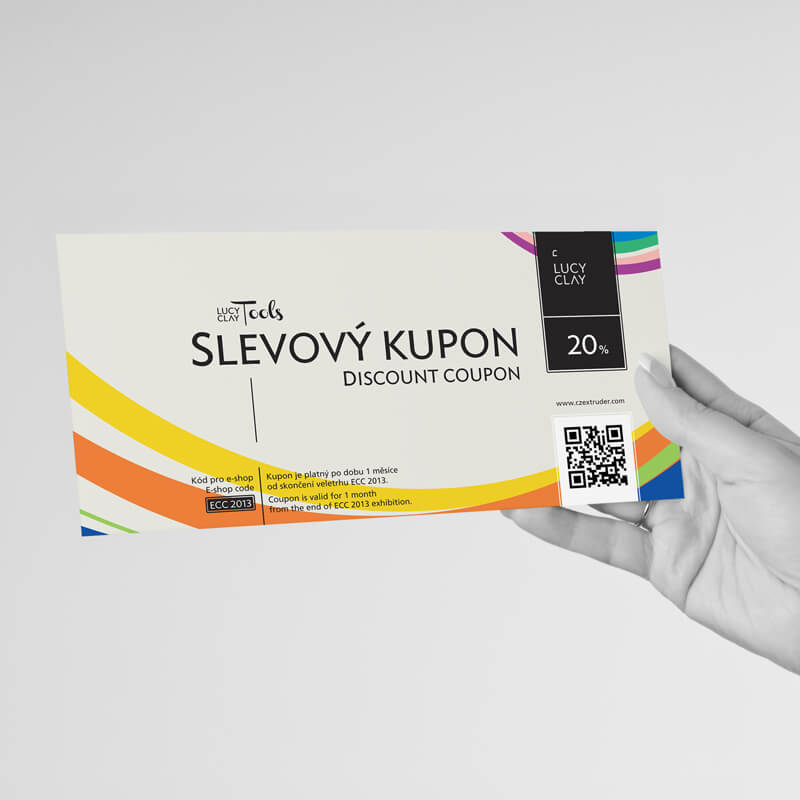 LUCY
CLAY
Tools
SLEVOVÝ KUPON
DISCOUNT COUPON
LUCY
CLAY
20%
www.czextruder.com
Kód pro e-shop
E-shop code
ECC 2013
Kupon je platný po dobu 1 měsíce
od skončení veletrhu ECC 2013.
Coupon is valid for 1 month
from the end of ECC 2013 exhibition.